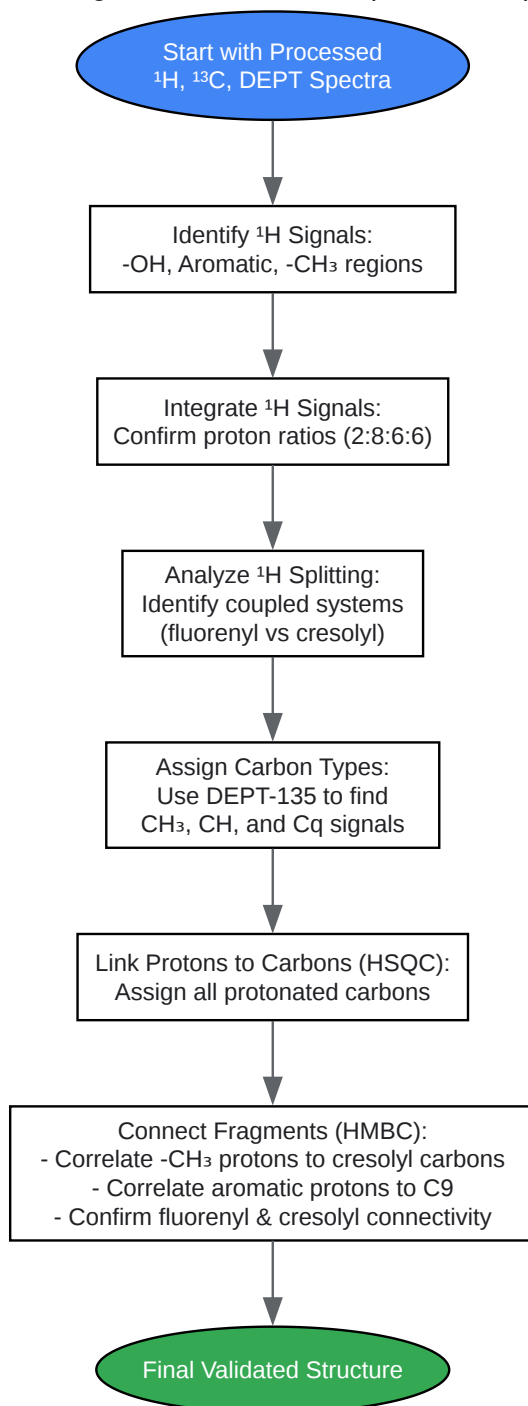 Start with Processed
¹H, ¹³C, DEPT Spectra
Identify ¹H Signals:
-OH, Aromatic, -CH₃ regions
Integrate ¹H Signals:
Confirm proton ratios (2:8:6:6)
Analyze ¹H Splitting:
Identify coupled systems
(fluorenyl vs cresolyl)
Assign Carbon Types:
Use DEPT-135 to find
CH₃, CH, and Cq signals
Link Protons to Carbons (HSQC):
Assign all protonated carbons
Connect Fragments (HMBC):
- Correlate -CH₃ protons to cresolyl carbons
- Correlate aromatic protons to C9
- Confirm fluorenyl & cresolyl connectivity
Final Validated Structure